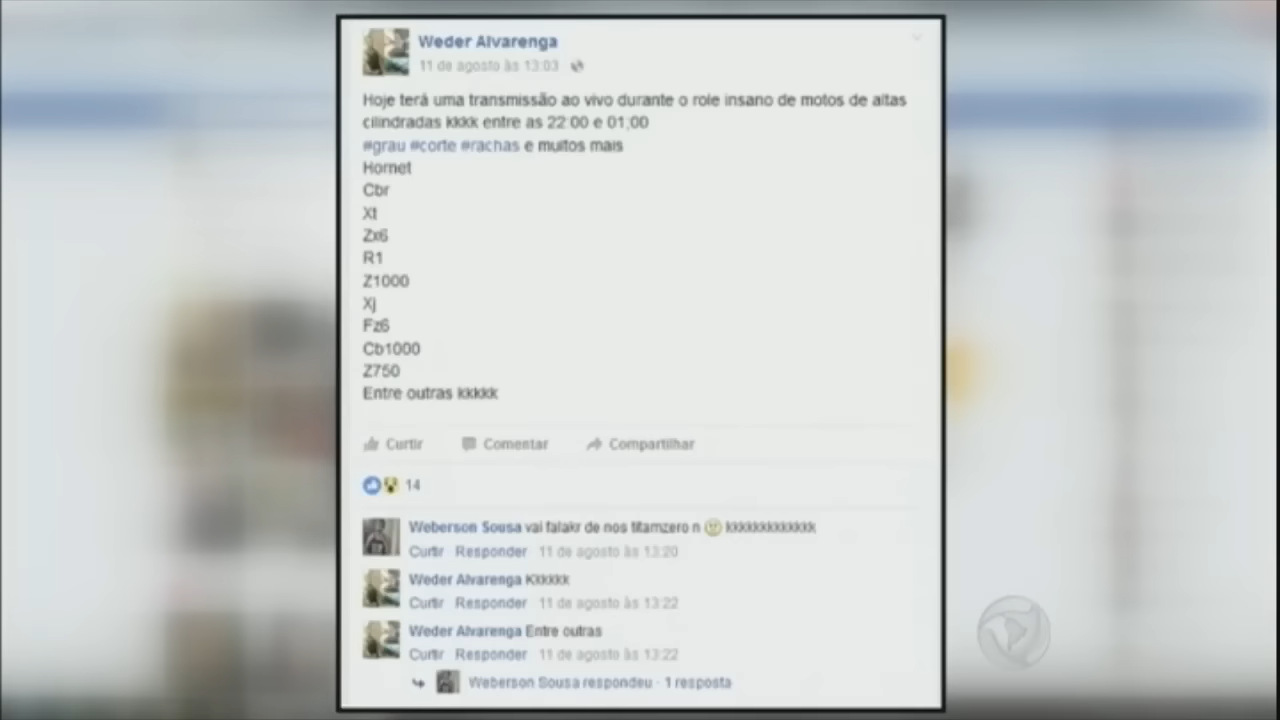 Weder Alvarenga
11 de agosto às 13:03
Hoje terá uma transmissão ao vivo durante o role insano de motos de altas
cilindradas kkkk entre as 22:00 e 01;00
#grau #corte #rachas e muitos mais
Hornet
Cbr
Xt
Zx6
R1
Z1000
Xj
Fz6
Cb1000
Z750
Entre outras kkkkk
Curtir Comentar Compartilhar
14
Weberson Sousa vai falakr de nos titamzero n kkkkkkkkkkkkk
Curtir Responder 11 de agosto às 13:20
Weder Alvarenga Kkkkkk
Curtir Responder 11 de agosto às 13:22
Weder Alvarenga Entre outras
Curtir Responder 11 de agosto às 13:22
Weberson Sousa respondeu · 1 resposta